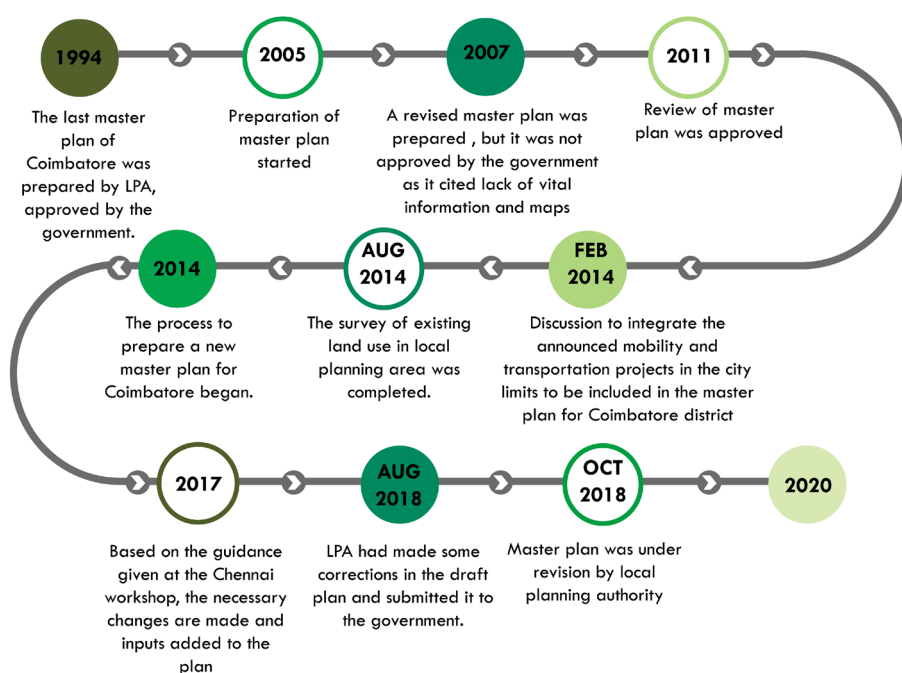 1994
The last master
plan of
Coimbatore was
prepared by LPA,
approved by the
government.
2005
Preparation of
master plan
started
2007
A revised master plan was
prepared , but it was not
approved by the government
as it cited lack of vital
information and maps
2011
Review of master
plan was approved
FEB
2014
Discussion to integrate the
announced mobility and
transportation projects in the city
limits to be included in the master
plan for Coimbatore district
AUG
2014
The survey of existing
land use in local
planning area was
completed.
2014
The process to
prepare a new
master plan for
Coimbatore began.
2017
Based on the guidance
given at the Chennai
workshop, the necessary
changes are made and
inputs added to the
plan
AUG
2018
LPA had made some
corrections in the draft
plan and submitted it to
the government.
OCT
2018
Master plan was under
revision by local
planning authority
2020